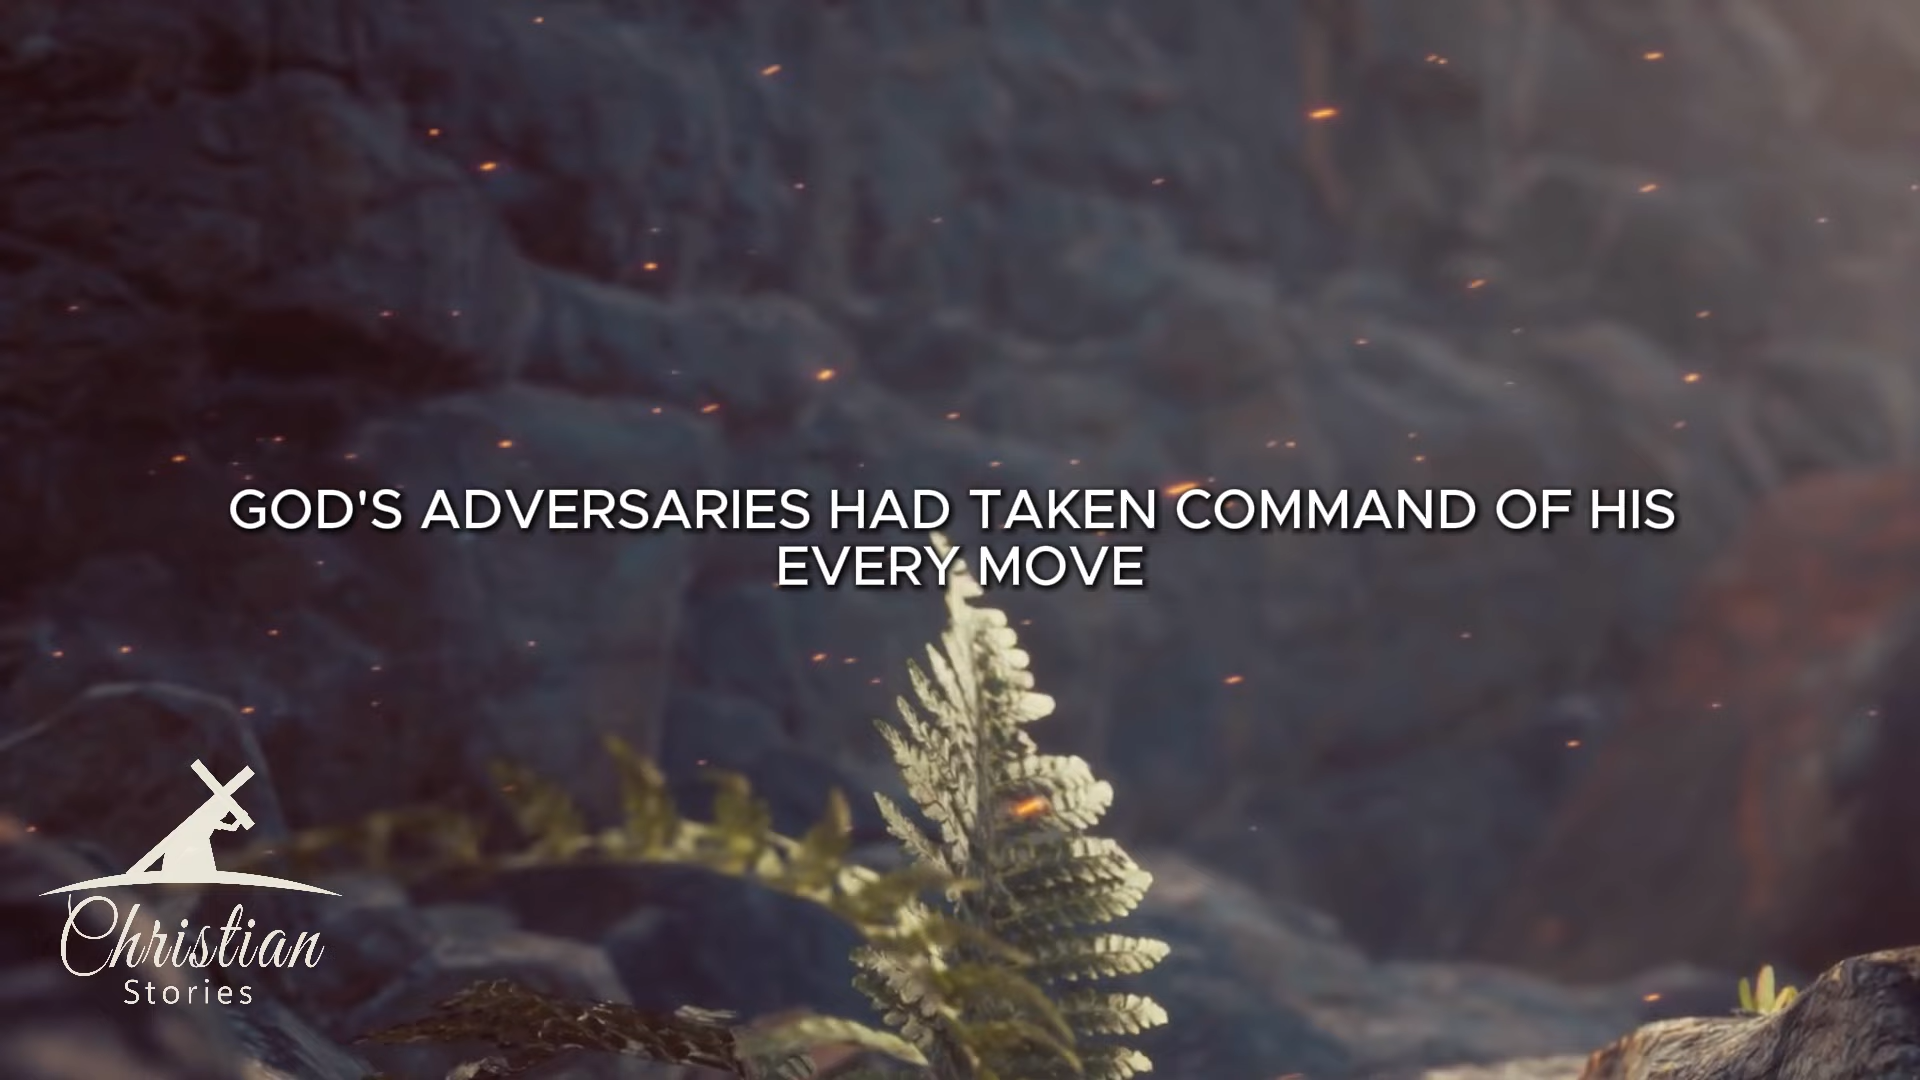 GOD'S ADVERSARIES HAD TAKEN COMMAND OF HIS
EVERY MOVE
Christian
Stories